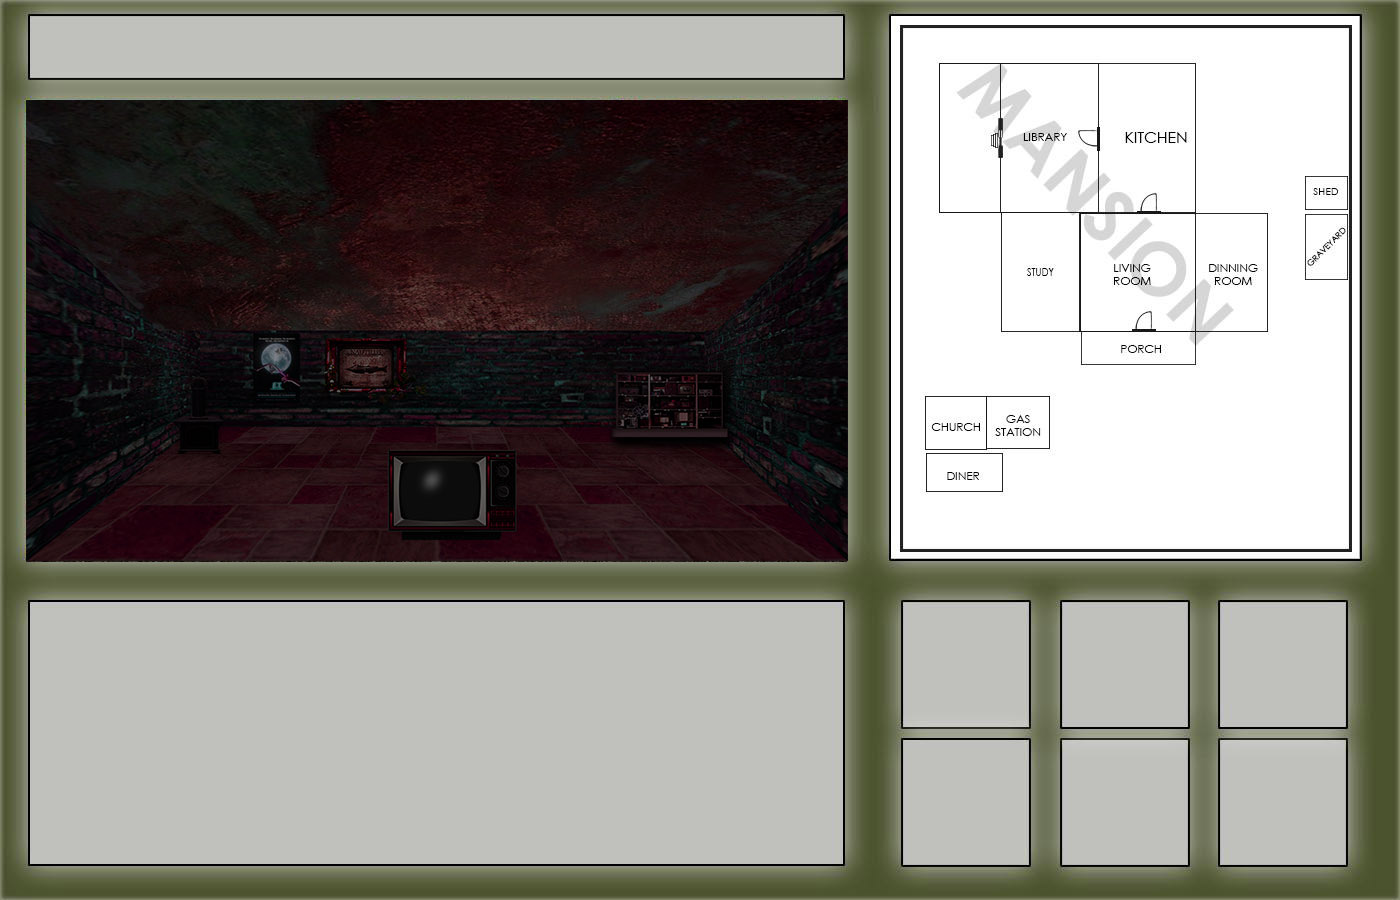 MANSION
LIBRARY
KITCHEN
SHED
GRAVEYARD
STUDY
LIVING
ROOM
DINNING
ROOM
PORCH
CHURCH
GAS
STATION
DINER